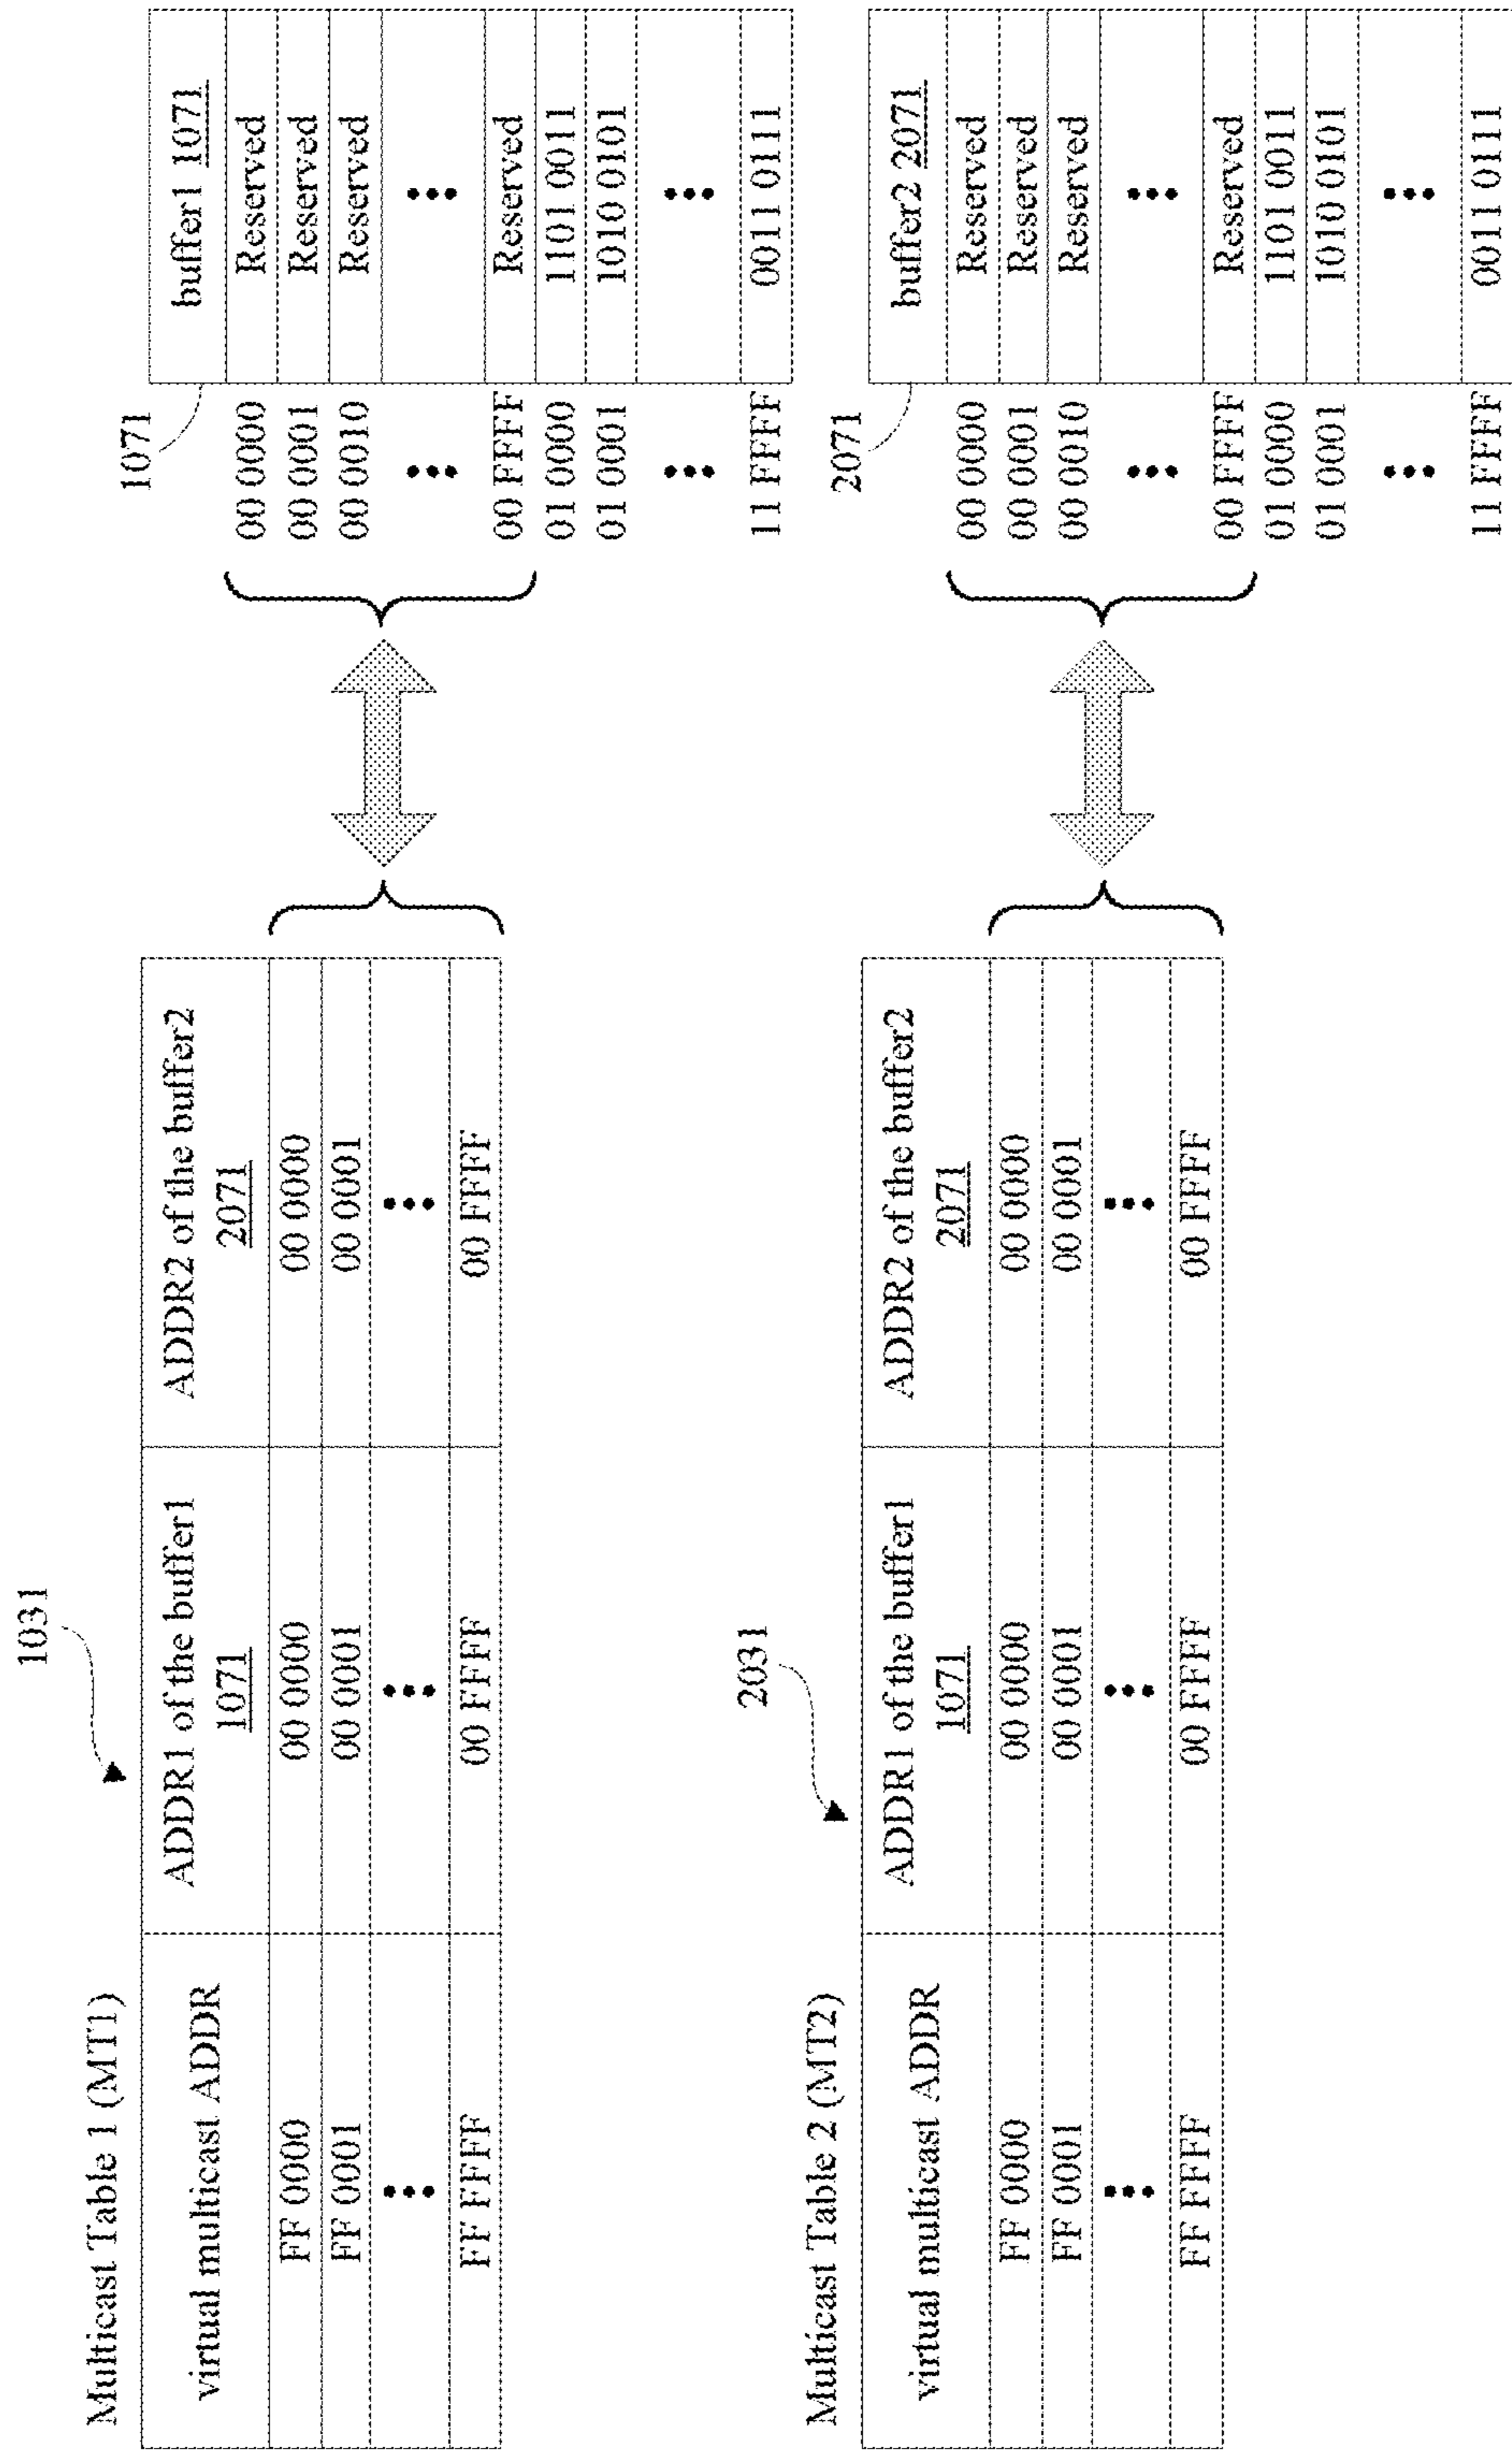 1031
Multicast Table 1 (MT1)
virtual multicast ADDR
ADDR1 of the buffer1
1071
ADDR2 of the buffer2
2071
FF 0000
00 0000
00 0000
FF 0001
00 0001
00 0001
•••
•••
•••
FF FFFF
00 FFFF
00 FFFF
1071
buffer1 1071
00 0000
Reserved
00 0001
Reserved
00 0010
Reserved
•••
•••
00 FFFF
Reserved
01 0000
1101 0011
01 0001
1010 0101
•••
•••
11 FFFF
0011 0111
2031
Multicast Table 2 (MT2)
virtual multicast ADDR
ADDR1 of the buffer1
1071
ADDR2 of the buffer2
2071
FF 0000
00 0000
00 0000
FF 0001
00 0001
00 0001
•••
•••
•••
FF FFFF
00 FFFF
00 FFFF
2071
buffer2 2071
00 0000
Reserved
00 0001
Reserved
00 0010
Reserved
•••
•••
00 FFFF
Reserved
01 0000
1101 0011
01 0001
1010 0101
•••
•••
11 FFFF
0011 0111